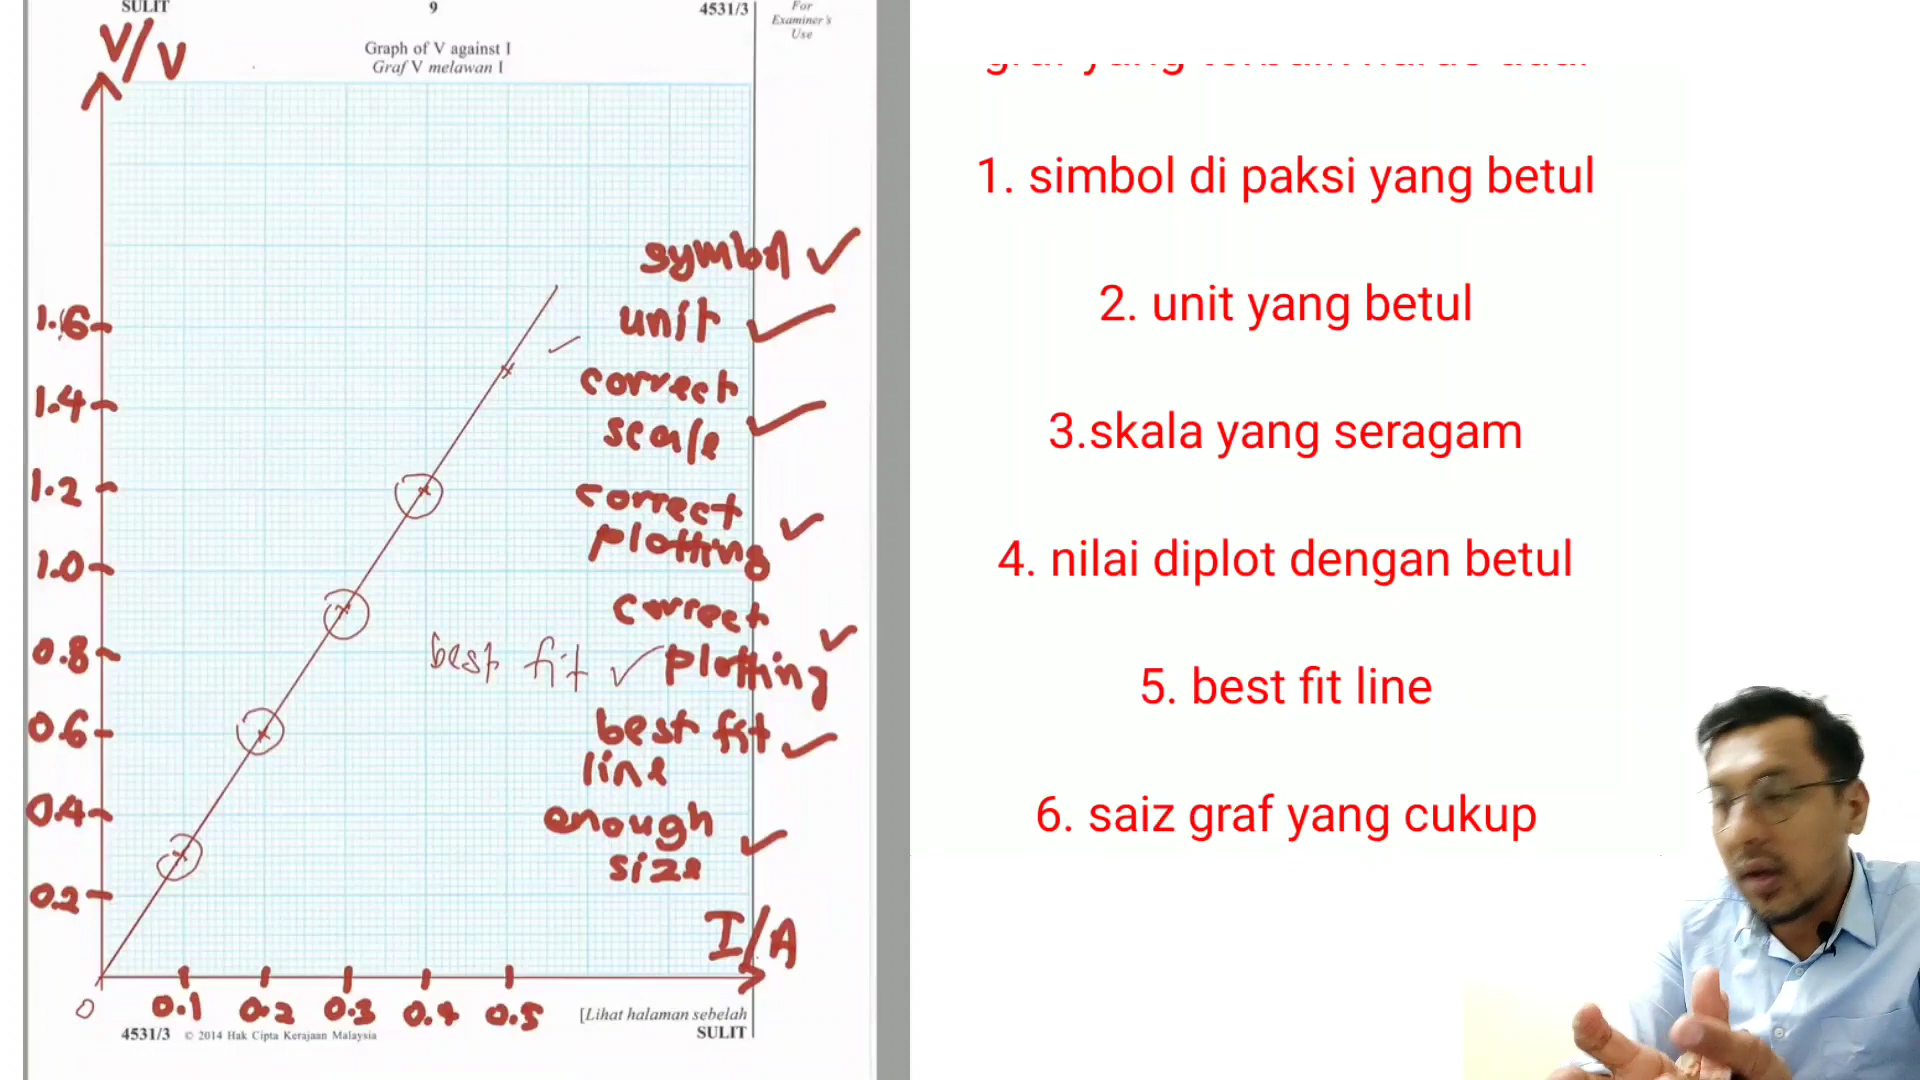 SULIT
9
4531/3
For
Examiner's
Use
V/V
Graph of V against I
Graf V melawan I
symbol ✓
unit ✓
correct
scale ✓
correct
plotting ✓
correct
plotting ✓
best fit ✓
best fit
line ✓
enough
size ✓
1.6
1.4
1.2
1.0
0.8
0.6
0.4
0.2
0
0.1 0.2 0.3 0.4 0.5
I/A
[Lihat halaman sebelah
4531/3 © 2014 Hak Cipta Kerajaan Malaysia
SULIT
1. simbol di paksi yang betul
2. unit yang betul
3.skala yang seragam
4. nilai diplot dengan betul
5. best fit line
6. saiz graf yang cukup